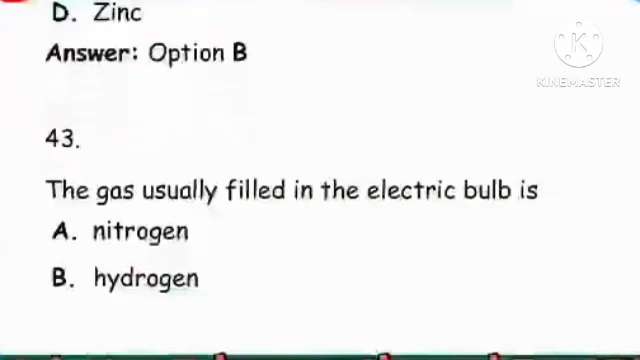 D. Zinc
Answer: Option B
K
KINEMASTER
43.
The gas usually filled in the electric bulb is
A. nitrogen
B. hydrogen